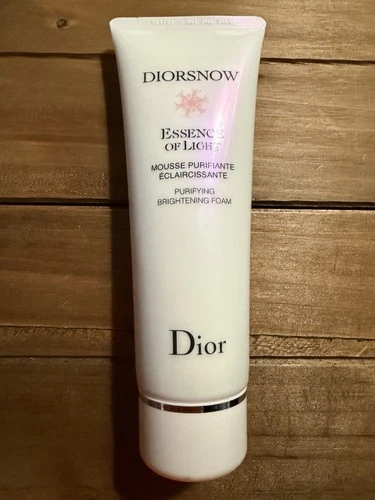 DIORSNOW
ESSENCE
OF LIGHT
MOUSSE PURIFIANTE
ÉCLAIRCISSANTE
PURIFYING
BRIGHTENING FOAM
Dior